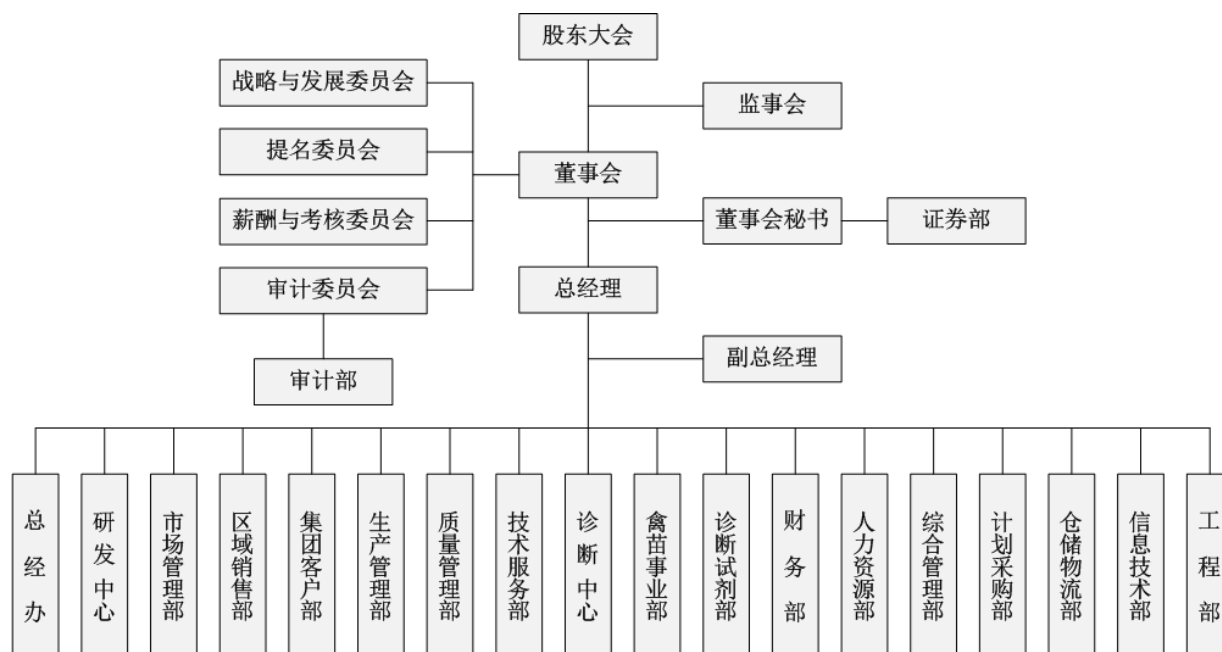 股东大会
战略与发展委员会
监事会
提名委员会
董事会
薪酬与考核委员会
董事会秘书
证券部
审计委员会
总经理
副总经理
审计部
总经办
研发中心
市场管理部
区域销售部
集团客户部
生产管理部
质量管理部
技术服务部
诊断中心
禽苗事业部
诊断试剂部
财务部
人力资源部
综合管理部
计划采购部
仓储物流部
信息技术部
工程部